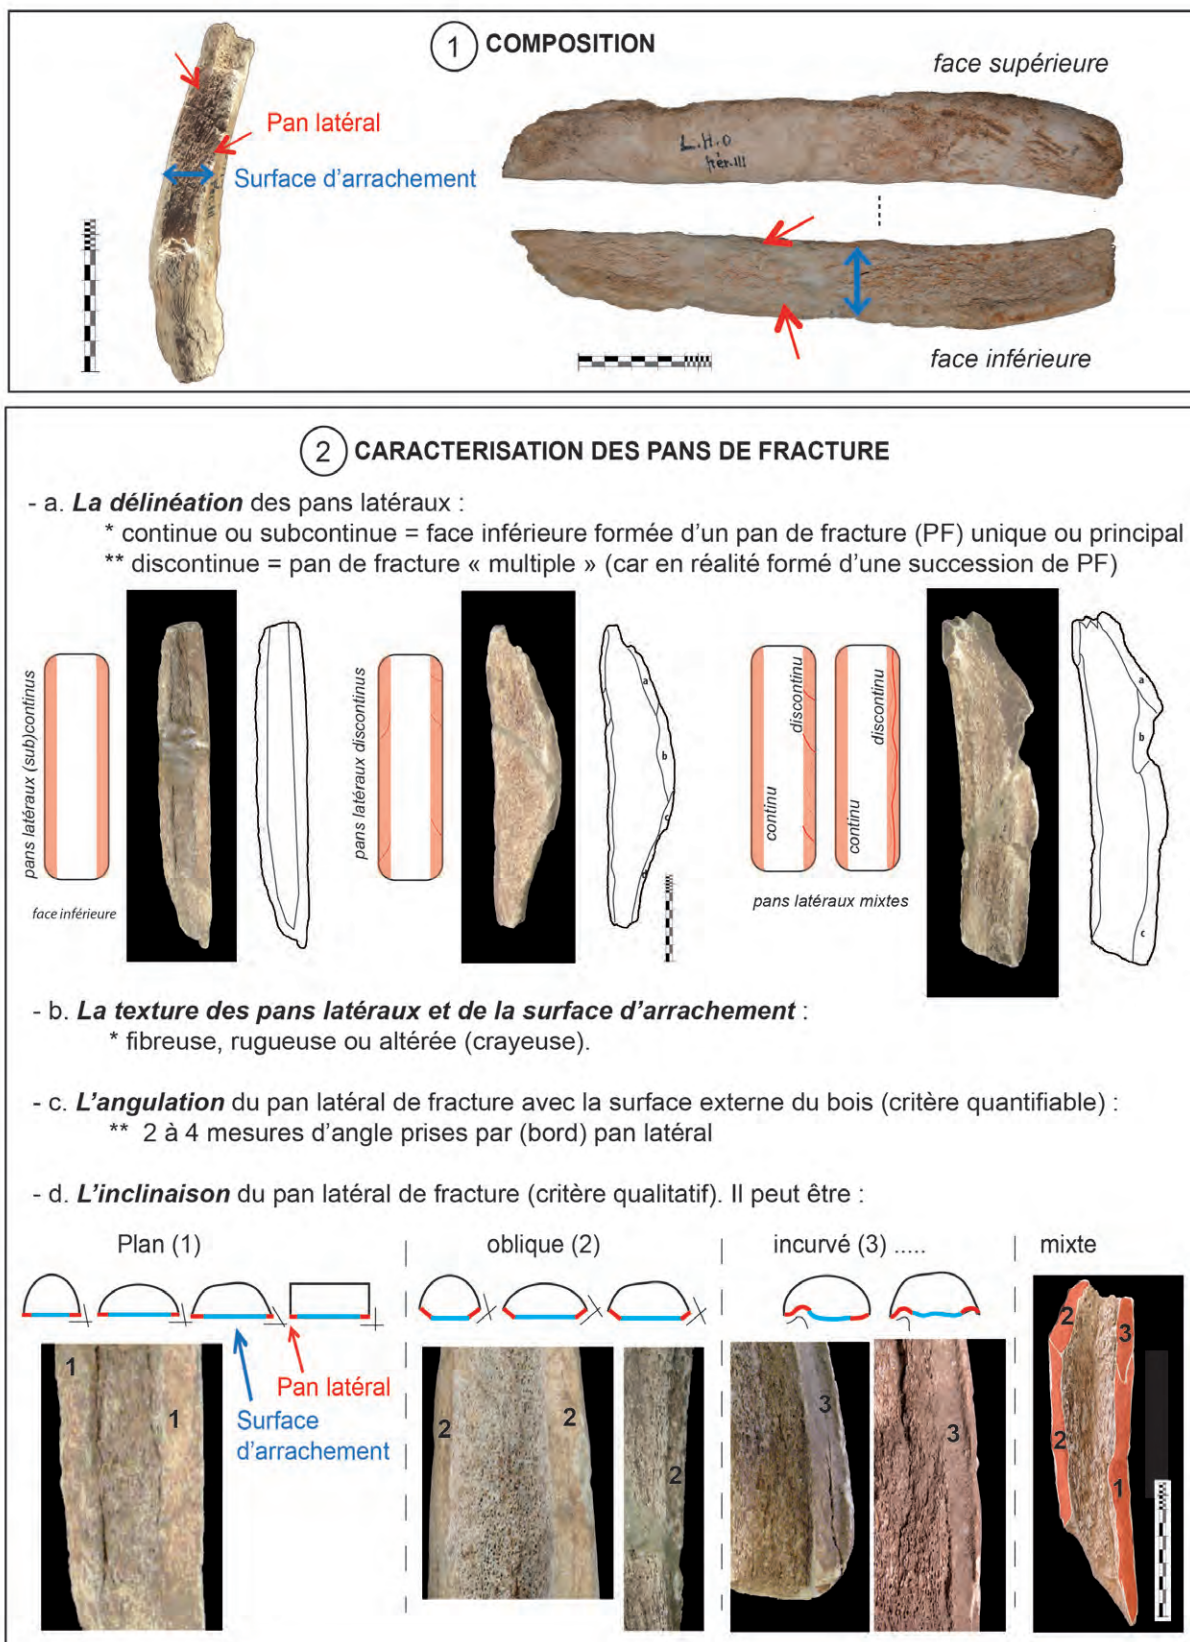 1 COMPOSITION
face supérieure
Pan latéral
Surface d'arrachement
L.H.O
face inférieure
2 CARACTERISATION DES PANS DE FRACTURE
- a. La délinéation des pans latéraux :
* continue ou subcontinue = face inférieure formée d'un pan de fracture (PF) unique ou principal
** discontinue = pan de fracture « multiple » (car en réalité formé d'une succession de PF)
pans latéraux (sub)continus
face inférieure
pans latéraux discontinus
a
b
c
d
continu
discontinu
continu
discontinu
pans latéraux mixtes
a
b
c
- b. La texture des pans latéraux et de la surface d'arrachement :
* fibreuse, rugueuse ou altérée (crayeuse).
- c. L'angulation du pan latéral de fracture avec la surface externe du bois (critère quantifiable) :
** 2 à 4 mesures d'angle prises par (bord) pan latéral
- d. L'inclinaison du pan latéral de fracture (critère qualitatif). Il peut être :
Plan (1)
oblique (2)
incurvé (3) .....
mixte
1
1
Pan latéral
Surface
d'arrachement
2
2
2
3
3
2
3
2
1